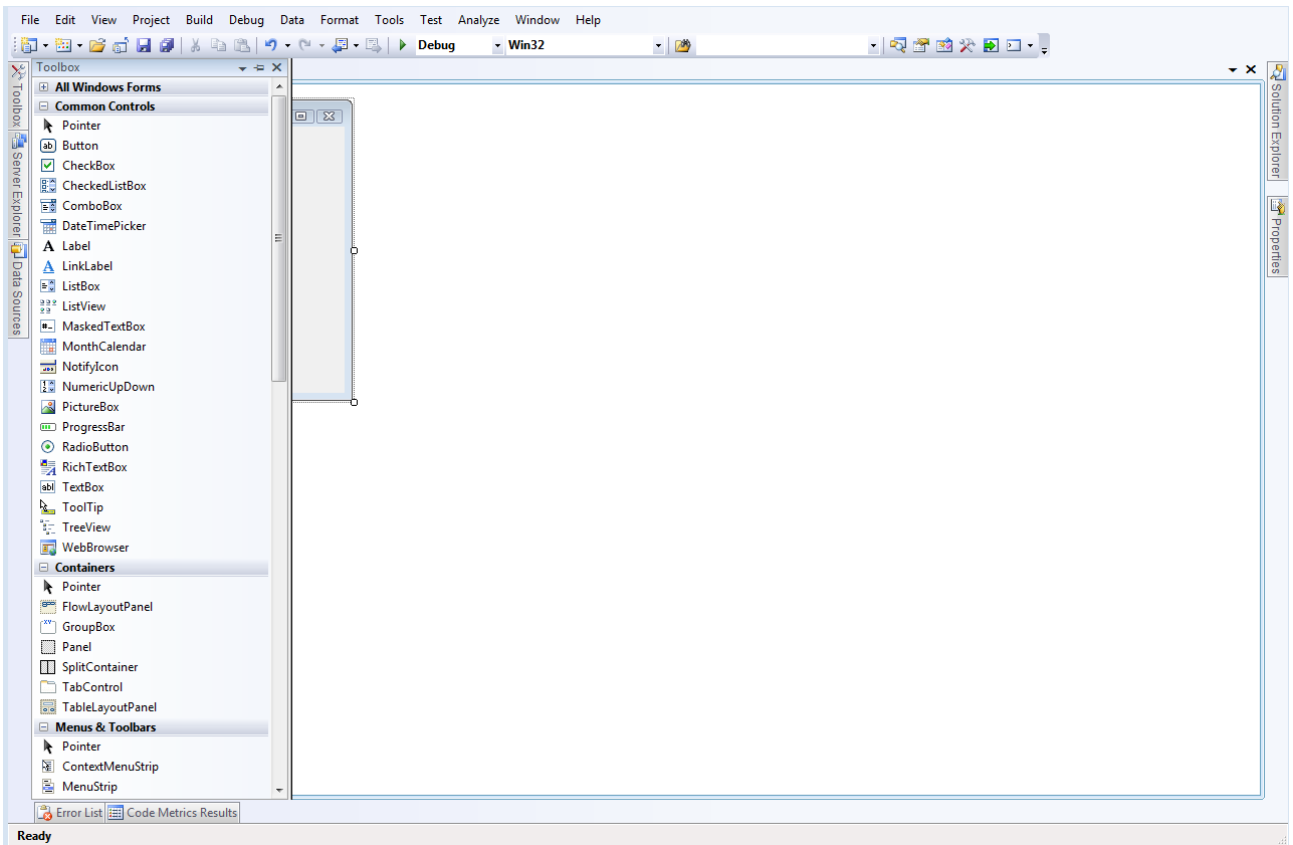 File Edit View Project Build Debug Data Format Tools Test Analyze Window Help
Debug Win32
Toolbox
All Windows Forms
Common Controls
Pointer
Button
CheckBox
CheckedListBox
ComboBox
DateTimePicker
Label
LinkLabel
ListBox
ListView
MaskedTextBox
MonthCalendar
NotifyIcon
NumericUpDown
PictureBox
ProgressBar
RadioButton
RichTextBox
TextBox
ToolTip
TreeView
WebBrowser
Containers
Pointer
FlowLayoutPanel
GroupBox
Panel
SplitContainer
TabControl
TableLayoutPanel
Menus & Toolbars
Pointer
ContextMenuStrip
MenuStrip
Toolbox
Server Explorer
Data Sources
Solution Explorer
Properties
Error List Code Metrics Results
Ready